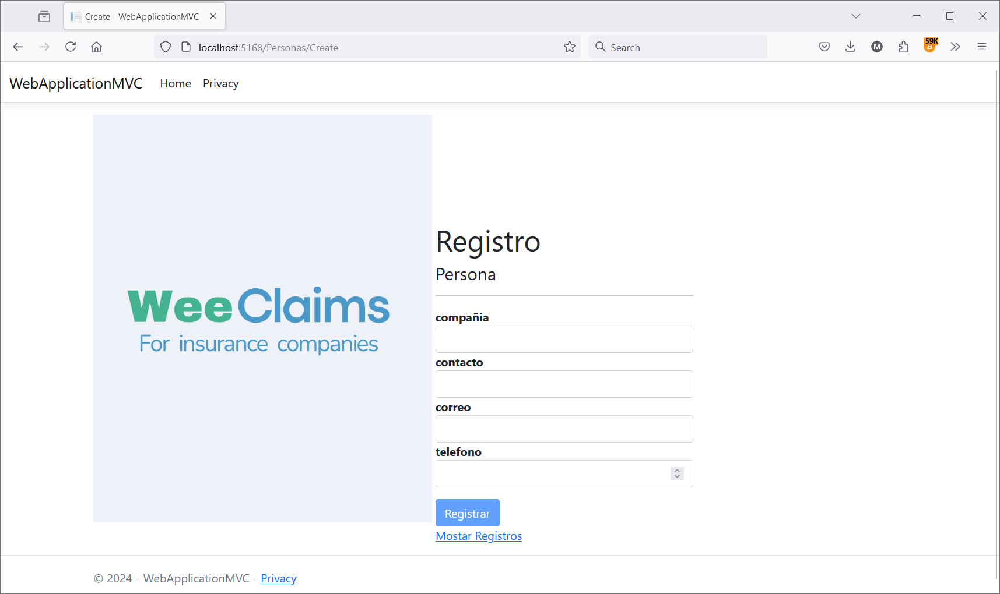 Create - WebApplicationMVC
localhost:5168/Personas/Create
Search
M
59K
WebApplicationMVC
Home
Privacy
WeeClaims
For insurance companies
Registro
Persona
compañia
contacto
correo
telefono
Registrar
Mostar Registros
© 2024 - WebApplicationMVC - Privacy